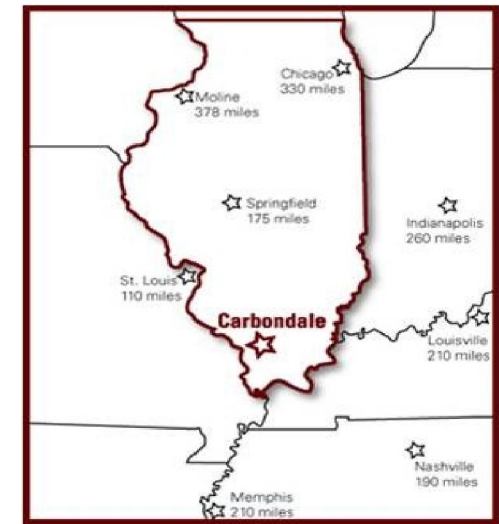 Chicago
330 miles
Moline
378 miles
Springfield
175 miles
Indianapolis
260 miles
St. Louis
110 miles
Carbondale
Louisville
210 miles
Nashville
190 miles
Memphis
210 miles